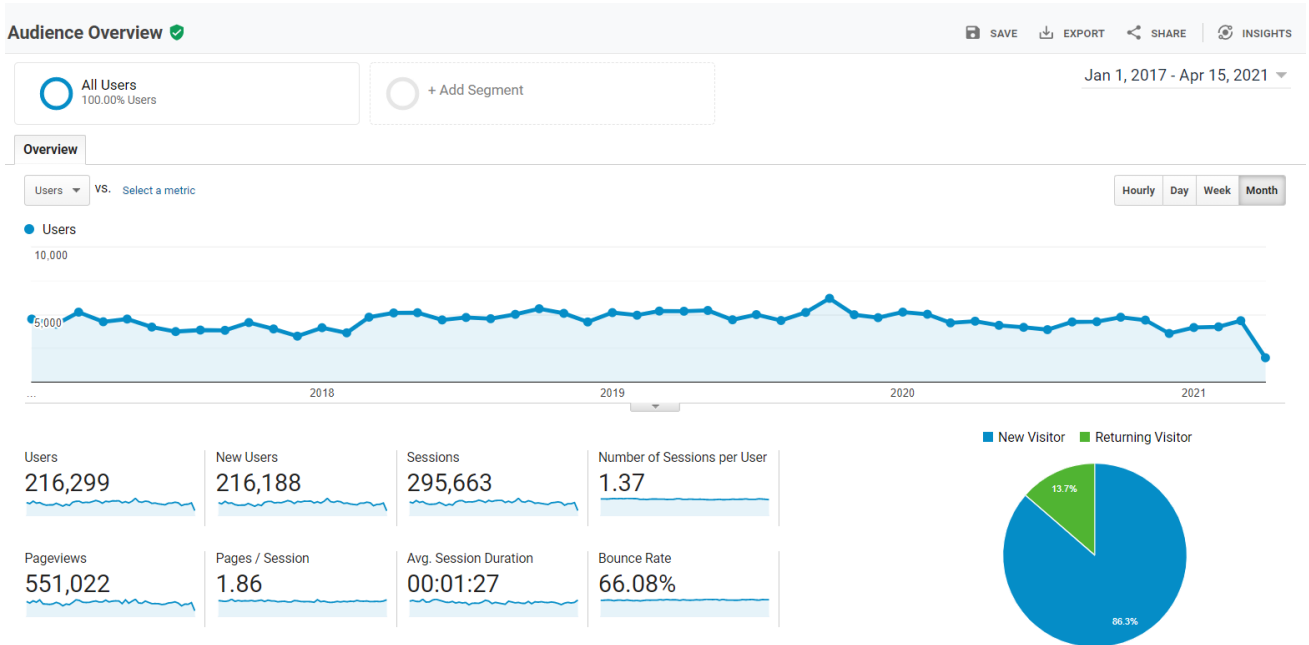 Audience Overview
SAVE EXPORT SHARE INSIGHTS
All Users
100.00% Users
+ Add Segment
Jan 1, 2017 - Apr 15, 2021
Overview
Users VS. Select a metric
Hourly Day Week Month
Users
10,000
5,000
... 2018 2019 2020 2021
New Visitor Returning Visitor
Users
216,299
New Users
216,188
Sessions
295,663
Number of Sessions per User
1.37
Pageviews
551,022
Pages / Session
1.86
Avg. Session Duration
00:01:27
Bounce Rate
66.08%
13.7%
86.3%